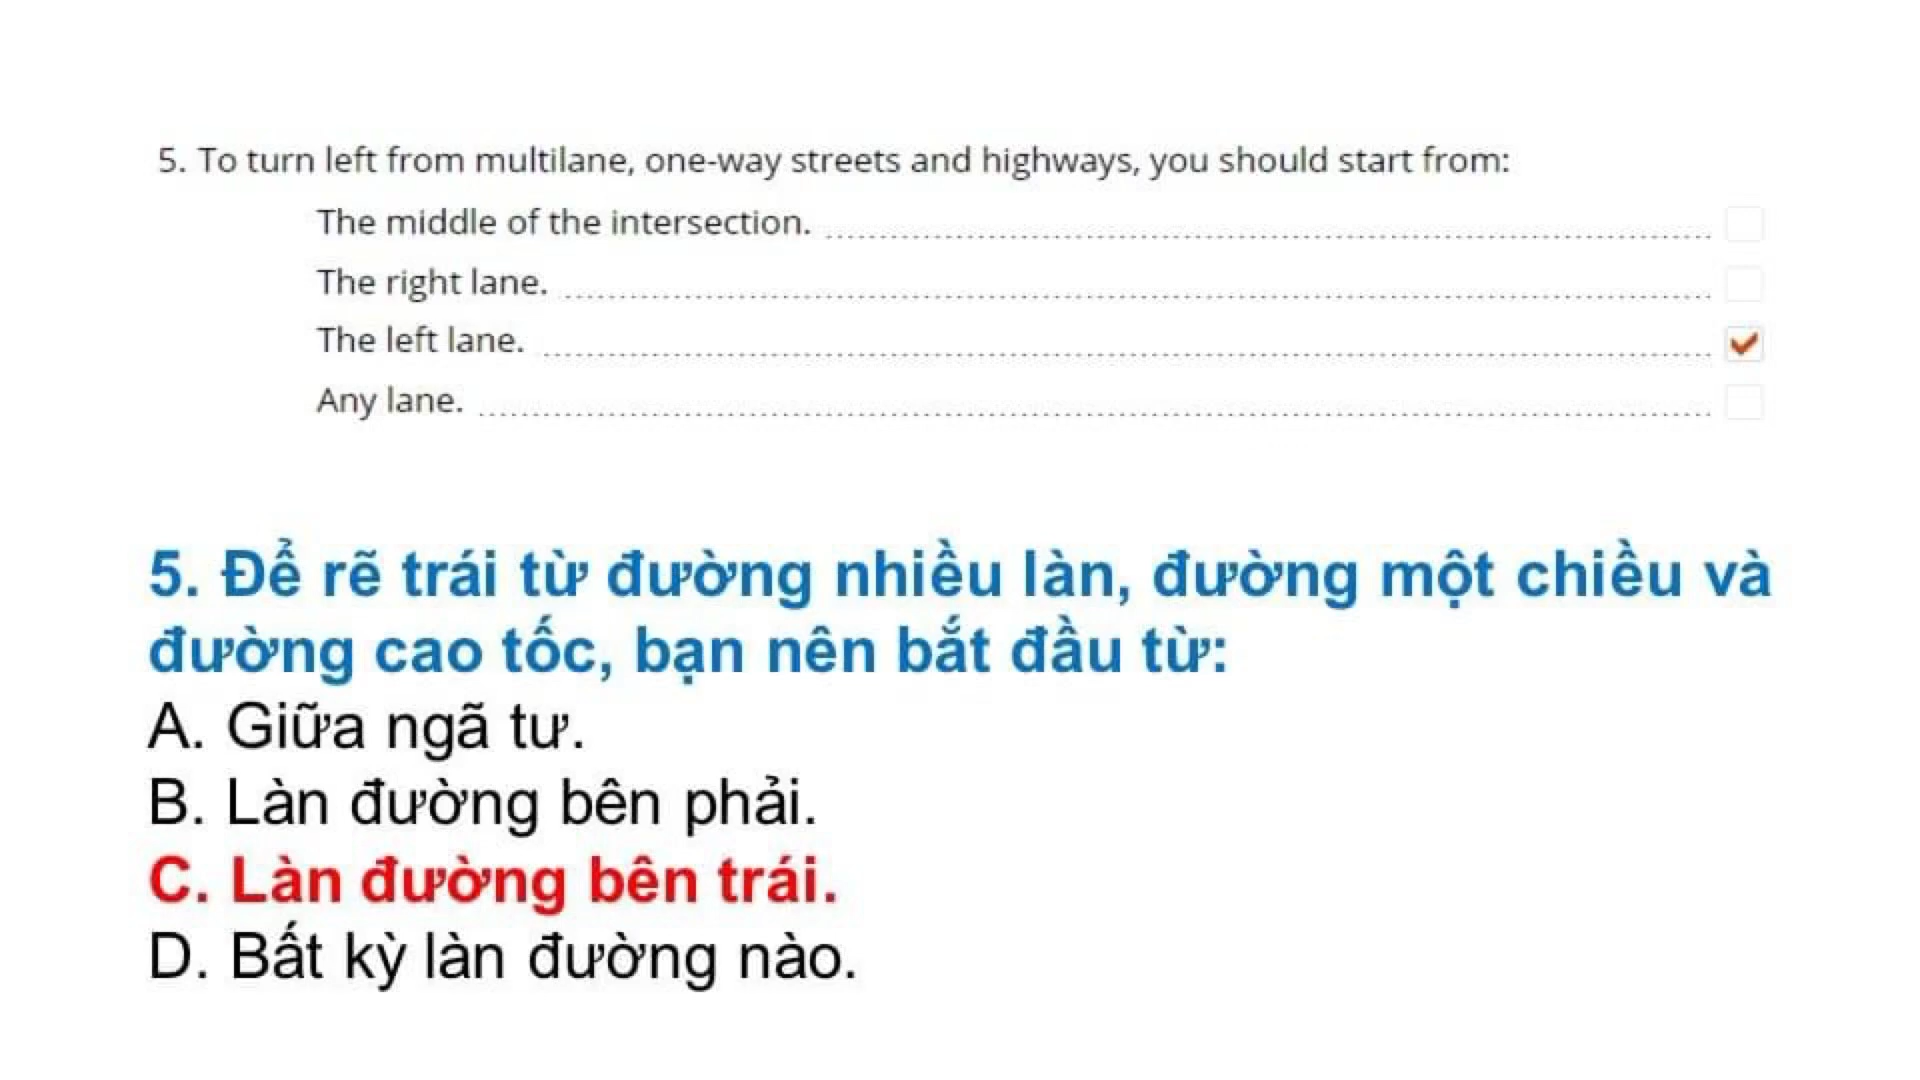 5. To turn left from multilane, one-way streets and highways, you should start from:
The middle of the intersection.
The right lane.
The left lane.
Any lane.
5. Để rẽ trái từ đường nhiều làn, đường một chiều và
đường cao tốc, bạn nên bắt đầu từ:
A. Giữa ngã tư.
B. Làn đường bên phải.
C. Làn đường bên trái.
D. Bất kỳ làn đường nào.